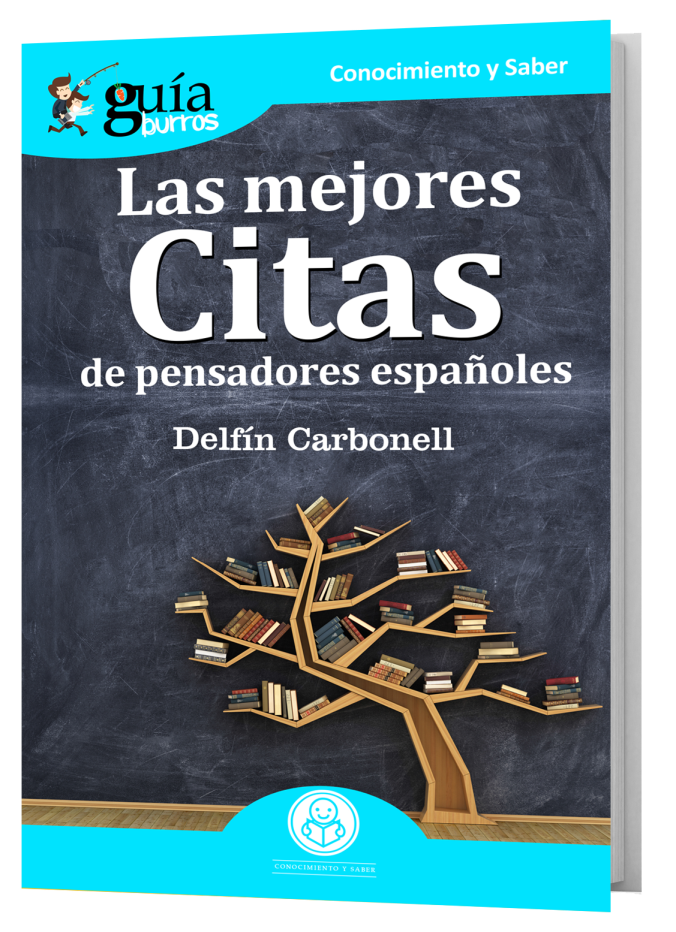 Conocimiento y Saber
guía
burros
Las mejores
Citas
de pensadores españoles
Delfín Carbonell
CONOCIMIENTO Y SABER